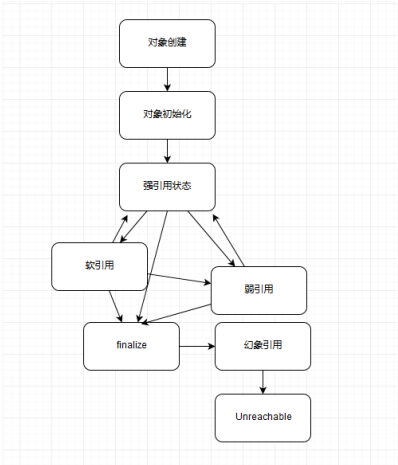 对象创建
对象初始化
强引用状态
软引用
弱引用
finalize
幻象引用
Unreachable